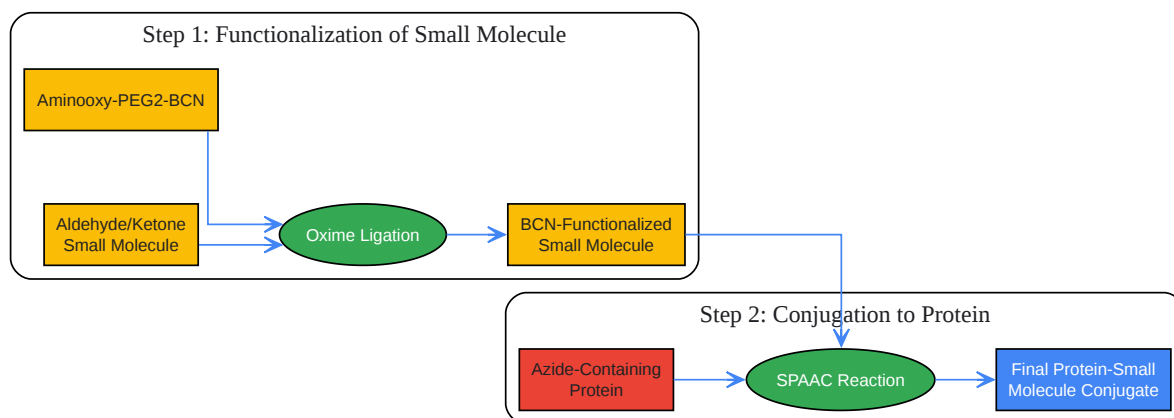 Step 1: Functionalization of Small Molecule
Aminooxy-PEG2-BCN
Aldehyde/Ketone
Small Molecule
Oxime Ligation
BCN-Functionalized
Small Molecule
Step 2: Conjugation to Protein
Azide-Containing
Protein
SPAAC Reaction
Final Protein-Small
Molecule Conjugate